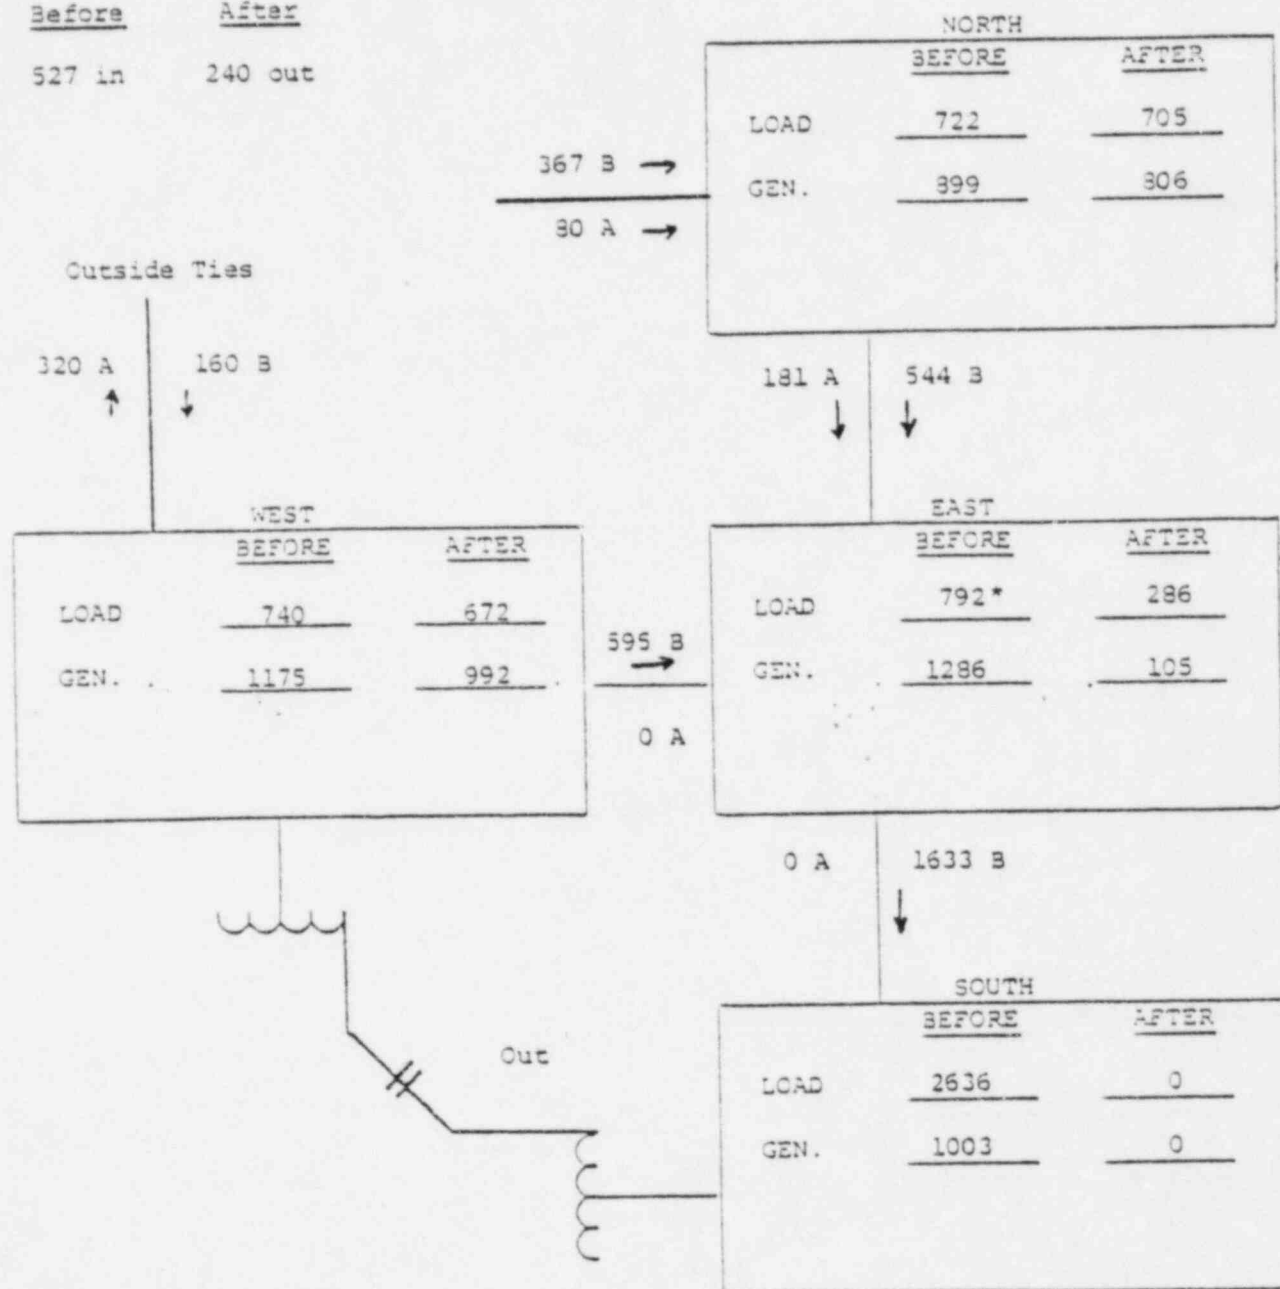 Before After
527 in 240 out
NORTH
BEFORE AFTER
LOAD 722 705
GEN. 899 806
367 B
80 A
Outside Ties
320 A 160 B
181 A 544 B
WEST
BEFORE AFTER
LOAD 740 672
GEN. 1175 992
595 B
0 A
EAST
BEFORE AFTER
LOAD 792* 286
GEN. 1286 105
0 A 1633 B
Out
SOUTH
BEFORE AFTER
LOAD 2636 0
GEN. 1003 0